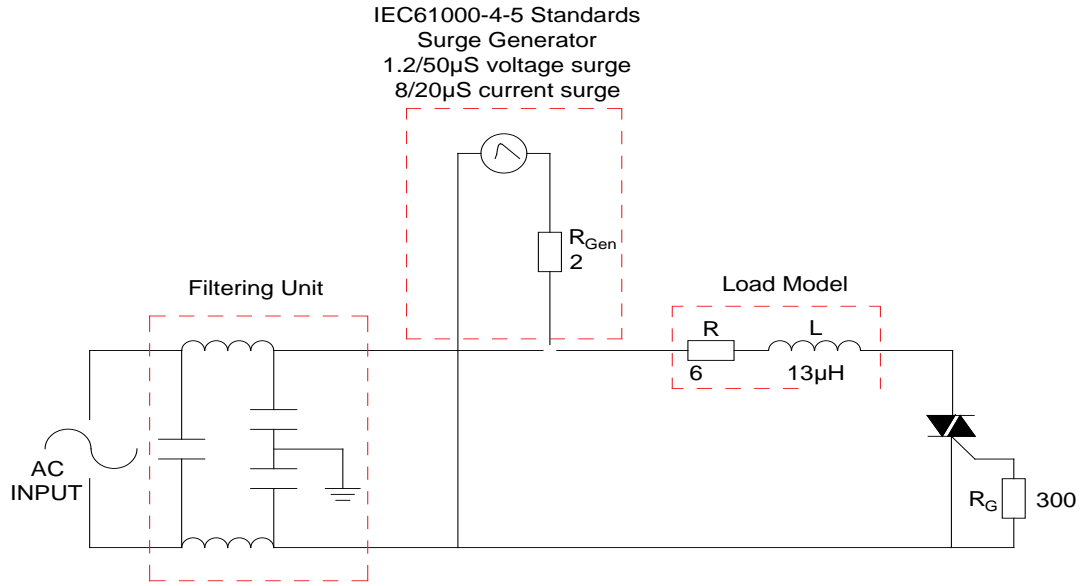 IEC61000-4-5 Standards
Surge Generator
1.2/50µS voltage surge
8/20µS current surge
RGen
2
Filtering Unit
Load Model
R
L
6
13µH
AC
INPUT
RG
300